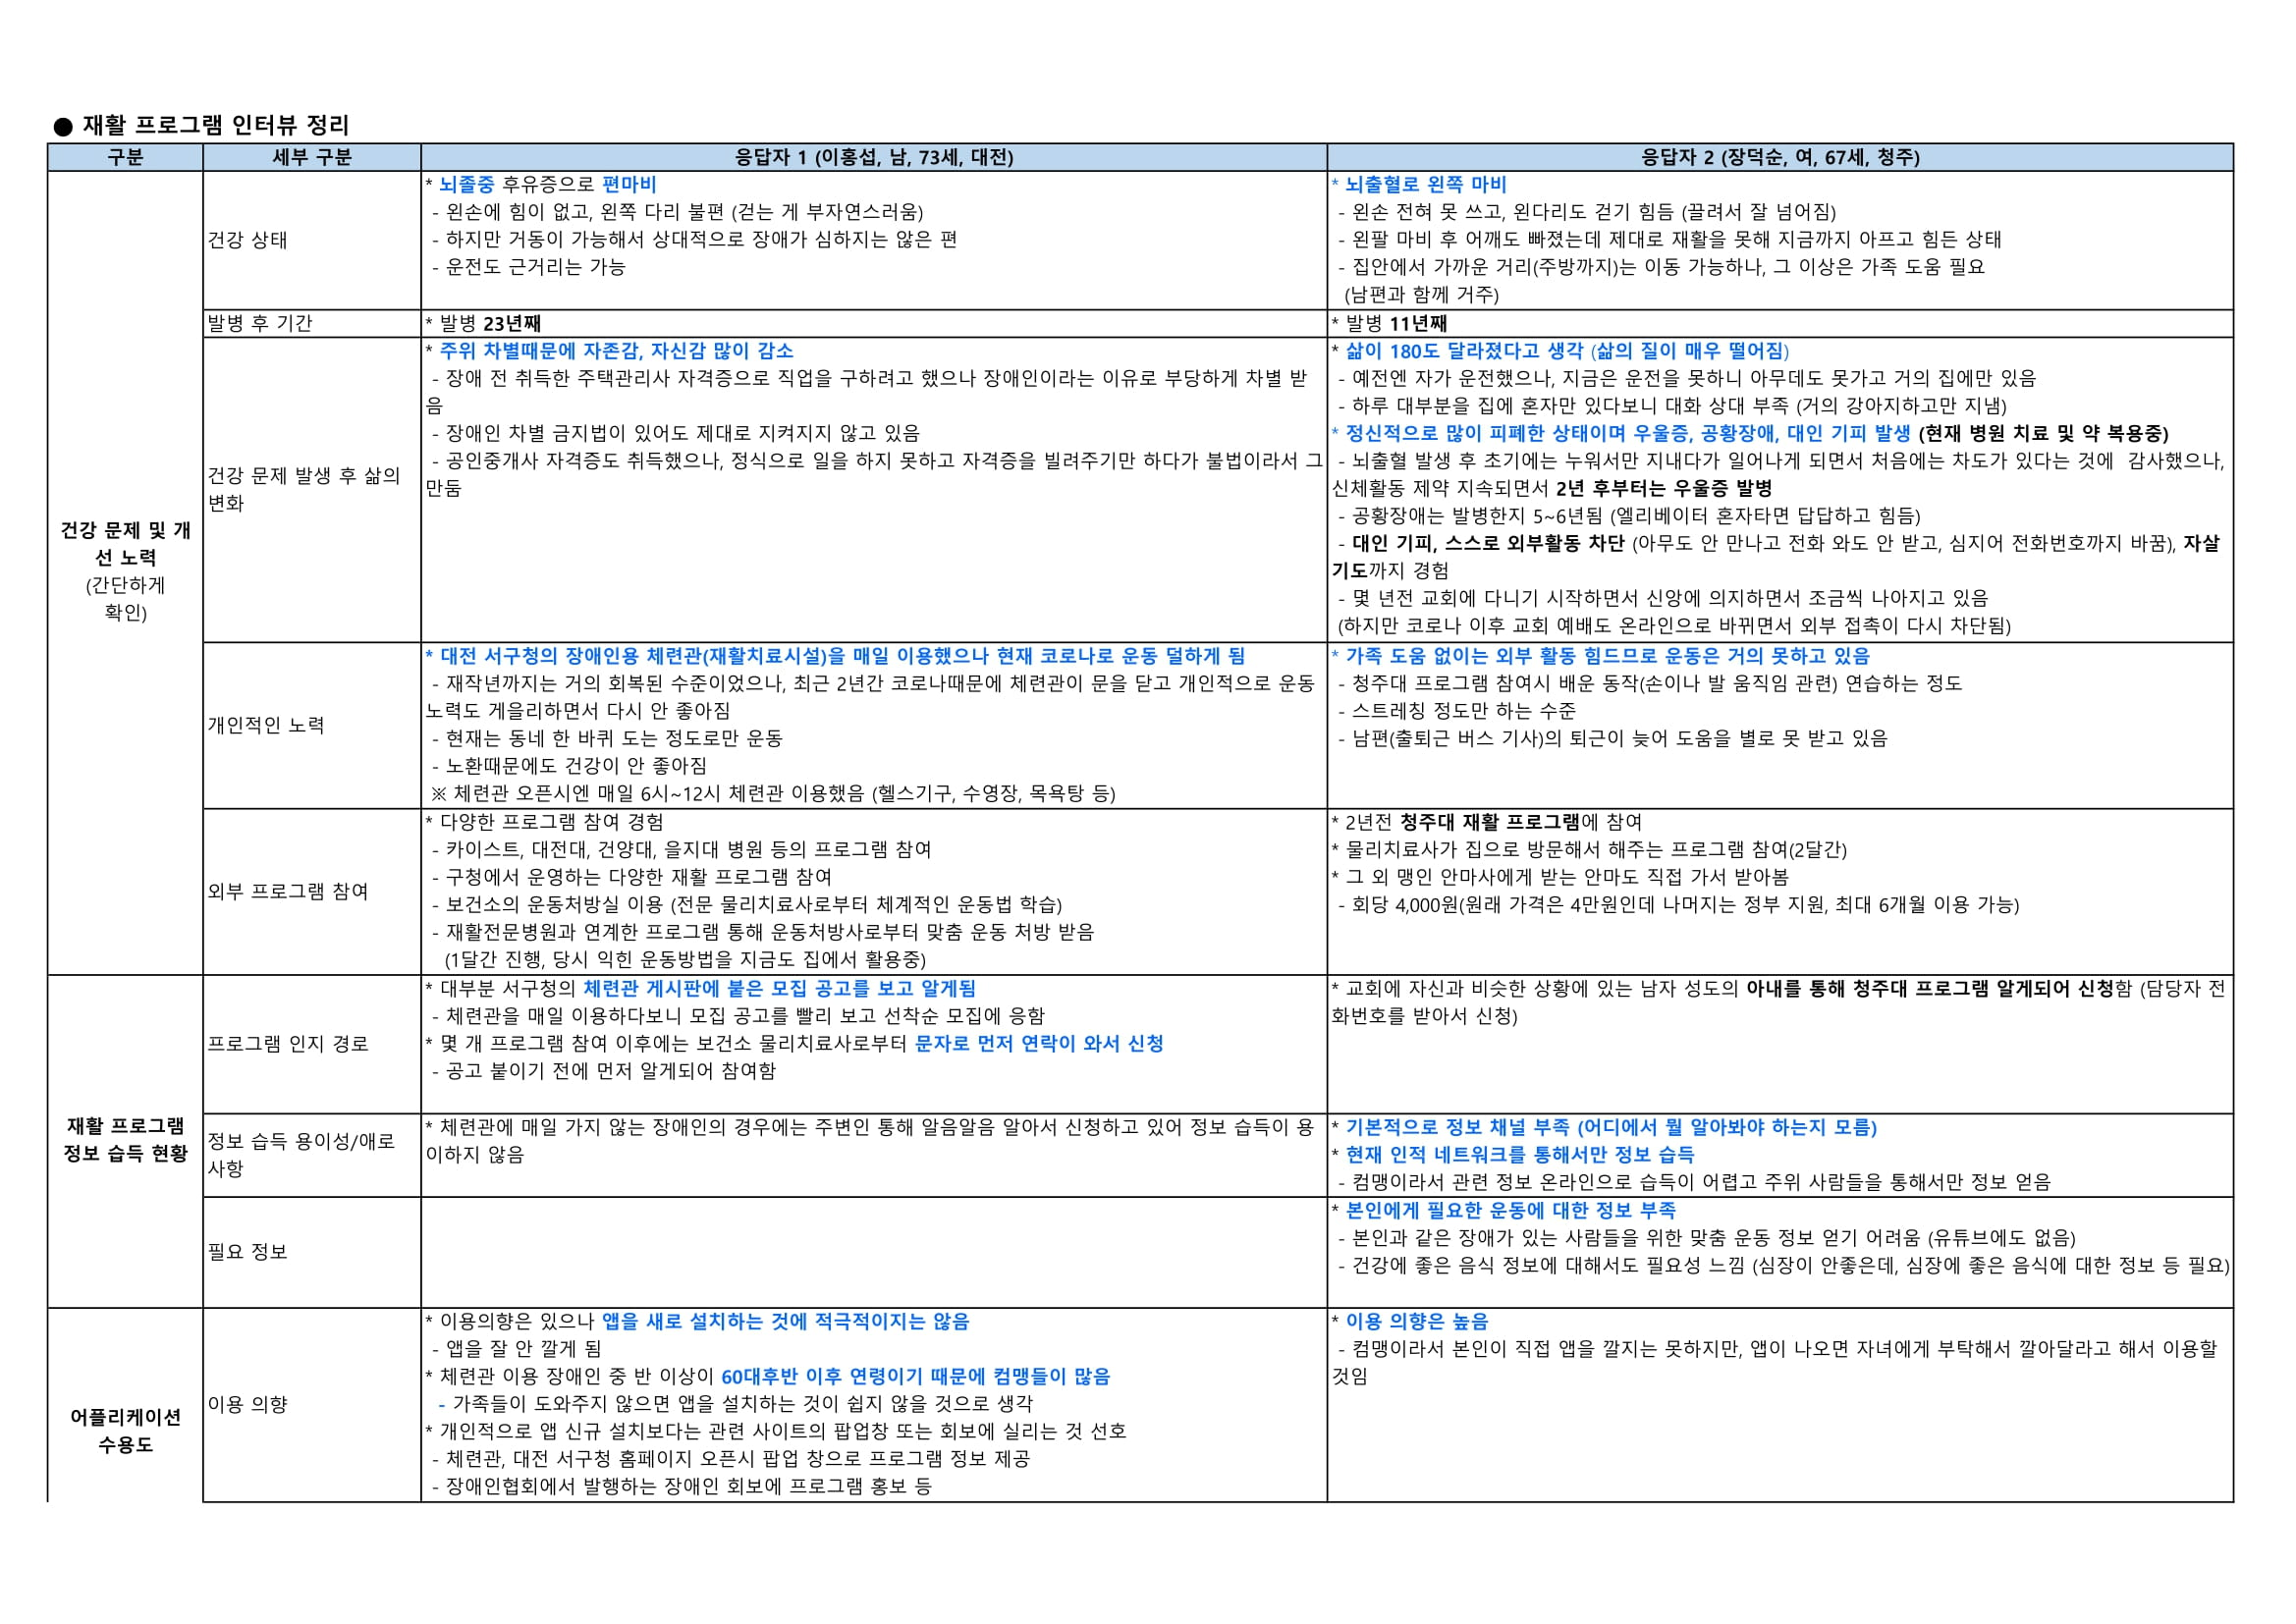 ● 재활 프로그램 인터뷰 정리
구분
세부 구분
응답자 1 (이홍섭, 남, 73세, 대전)
응답자 2 (장덕순, 여, 67세, 청주)
건강 문제 및 개
선 노력
(간단하게
확인)
건강 상태
* 뇌졸중 후유증으로 편마비
- 왼손에 힘이 없고, 왼쪽 다리 불편 (걷는 게 부자연스러움)
- 하지만 거동이 가능해서 상대적으로 장애가 심하지는 않은 편
- 운전도 근거리는 가능
* 뇌출혈로 왼쪽 마비
- 왼손 전혀 못 쓰고, 왼다리도 걷기 힘듬 (끌려서 잘 넘어짐)
- 왼팔 마비 후 어깨도 빠졌는데 제대로 재활을 못해 지금까지 아프고 힘든 상태
- 집안에서 가까운 거리(주방까지)는 이동 가능하나, 그 이상은 가족 도움 필요
(남편과 함께 거주)
발병 후 기간
* 발병 23년째
* 발병 11년째
건강 문제 발생 후 삶의
변화
* 주위 차별때문에 자존감, 자신감 많이 감소
- 장애 전 취득한 주택관리사 자격증으로 직업을 구하려고 했으나 장애인이라는 이유로 부당하게 차별 받
음
- 장애인 차별 금지법이 있어도 제대로 지켜지지 않고 있음
- 공인중개사 자격증도 취득했으나, 정식으로 일을 하지 못하고 자격증을 빌려주기만 하다가 불법이라서 그
만둠
* 삶이 180도 달라졌다고 생각 (삶의 질이 매우 떨어짐)
- 예전엔 자가 운전했으나, 지금은 운전을 못하니 아무데도 못가고 거의 집에만 있음
- 하루 대부분을 집에 혼자만 있다보니 대화 상대 부족 (거의 강아지하고만 지냄)
* 정신적으로 많이 피폐한 상태이며 우울증, 공황장애, 대인 기피 발생 (현재 병원 치료 및 약 복용중)
- 뇌출혈 발생 후 초기에는 누워서만 지내다가 일어나게 되면서 처음에는 차도가 있다는 것에 감사했으나,
신체활동 제약 지속되면서 2년 후부터는 우울증 발병
- 공황장애는 발병한지 5~6년됨 (엘리베이터 혼자타면 답답하고 힘듬)
- 대인 기피, 스스로 외부활동 차단 (아무도 안 만나고 전화 와도 안 받고, 심지어 전화번호까지 바꿈), 자살
기도까지 경험
- 몇 년전 교회에 다니기 시작하면서 신앙에 의지하면서 조금씩 나아지고 있음
(하지만 코로나 이후 교회 예배도 온라인으로 바뀌면서 외부 접촉이 다시 차단됨)
개인적인 노력
* 대전 서구청의 장애인용 체련관(재활치료시설)을 매일 이용했으나 현재 코로나로 운동 덜하게 됨
- 재작년까지는 거의 회복된 수준이었으나, 최근 2년간 코로나때문에 체련관이 문을 닫고 개인적으로 운동
노력도 게을리하면서 다시 안 좋아짐
- 현재는 동네 한 바퀴 도는 정도로만 운동
- 노환때문에도 건강이 안 좋아짐
※ 체련관 오픈시엔 매일 6시~12시 체련관 이용했음 (헬스기구, 수영장, 목욕탕 등)
* 가족 도움 없이는 외부 활동 힘드므로 운동은 거의 못하고 있음
- 청주대 프로그램 참여시 배운 동작(손이나 발 움직임 관련) 연습하는 정도
- 스트레칭 정도만 하는 수준
- 남편(출퇴근 버스 기사)의 퇴근이 늦어 도움을 별로 못 받고 있음
외부 프로그램 참여
* 다양한 프로그램 참여 경험
- 카이스트, 대전대, 건양대, 을지대 병원 등의 프로그램 참여
- 구청에서 운영하는 다양한 재활 프로그램 참여
- 보건소의 운동처방실 이용 (전문 물리치료사로부터 체계적인 운동법 학습)
- 재활전문병원과 연계한 프로그램 통해 운동처방사로부터 맞춤 운동 처방 받음
(1달간 진행, 당시 익힌 운동방법을 지금도 집에서 활용중)
* 2년전 청주대 재활 프로그램에 참여
* 물리치료사가 집으로 방문해서 해주는 프로그램 참여(2달간)
* 그 외 맹인 안마사에게 받는 안마도 직접 가서 받아봄
- 회당 4,000원(원래 가격은 4만원인데 나머지는 정부 지원, 최대 6개월 이용 가능)
재활 프로그램
정보 습득 현황
프로그램 인지 경로
* 대부분 서구청의 체련관 게시판에 붙은 모집 공고를 보고 알게됨
- 체련관을 매일 이용하다보니 모집 공고를 빨리 보고 선착순 모집에 응함
* 몇 개 프로그램 참여 이후에는 보건소 물리치료사로부터 문자로 먼저 연락이 와서 신청
- 공고 붙이기 전에 먼저 알게되어 참여함
* 교회에 자신과 비슷한 상황에 있는 남자 성도의 아내를 통해 청주대 프로그램 알게되어 신청함 (담당자 전
화번호를 받아서 신청)
정보 습득 용이성/애로
사항
* 체련관에 매일 가지 않는 장애인의 경우에는 주변인 통해 알음알음 알아서 신청하고 있어 정보 습득이 용
이하지 않음
* 기본적으로 정보 채널 부족 (어디에서 뭘 알아봐야 하는지 모름)
* 현재 인적 네트워크를 통해서만 정보 습득
- 컴맹이라서 관련 정보 온라인으로 습득이 어렵고 주위 사람들을 통해서만 정보 얻음
필요 정보
* 본인에게 필요한 운동에 대한 정보 부족
- 본인과 같은 장애가 있는 사람들을 위한 맞춤 운동 정보 얻기 어려움 (유튜브에도 없음)
- 건강에 좋은 음식 정보에 대해서도 필요성 느낌 (심장이 안좋은데, 심장에 좋은 음식에 대한 정보 등 필요)
어플리케이션
수용도
이용 의향
* 이용의향은 있으나 앱을 새로 설치하는 것에 적극적이지는 않음
- 앱을 잘 안 깔게 됨
* 체련관 이용 장애인 중 반 이상이 60대후반 이후 연령이기 때문에 컴맹들이 많음
- 가족들이 도와주지 않으면 앱을 설치하는 것이 쉽지 않을 것으로 생각
* 개인적으로 앱 신규 설치보다는 관련 사이트의 팝업창 또는 회보에 실리는 것 선호
- 체련관, 대전 서구청 홈페이지 오픈시 팝업 창으로 프로그램 정보 제공
- 장애인협회에서 발행하는 장애인 회보에 프로그램 홍보 등
* 이용 의향은 높음
- 컴맹이라서 본인이 직접 앱을 깔지는 못하지만, 앱이 나오면 자녀에게 부탁해서 깔아달라고 해서 이용할
것임